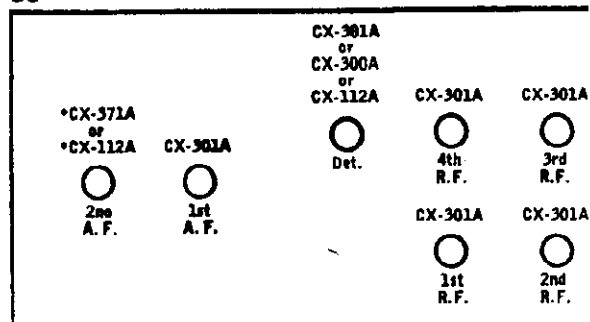 CX-301A
or
CX-300A
or
CX-112A
Det.
CX-301A
4th
R.F.
CX-301A
3rd
R.F.
*CX-371A
or
*CX-112A
2nd
A. F.
CX-301A
1st
A. F.
CX-301A
1st
R.F.
CX-301A
2nd
R.F.